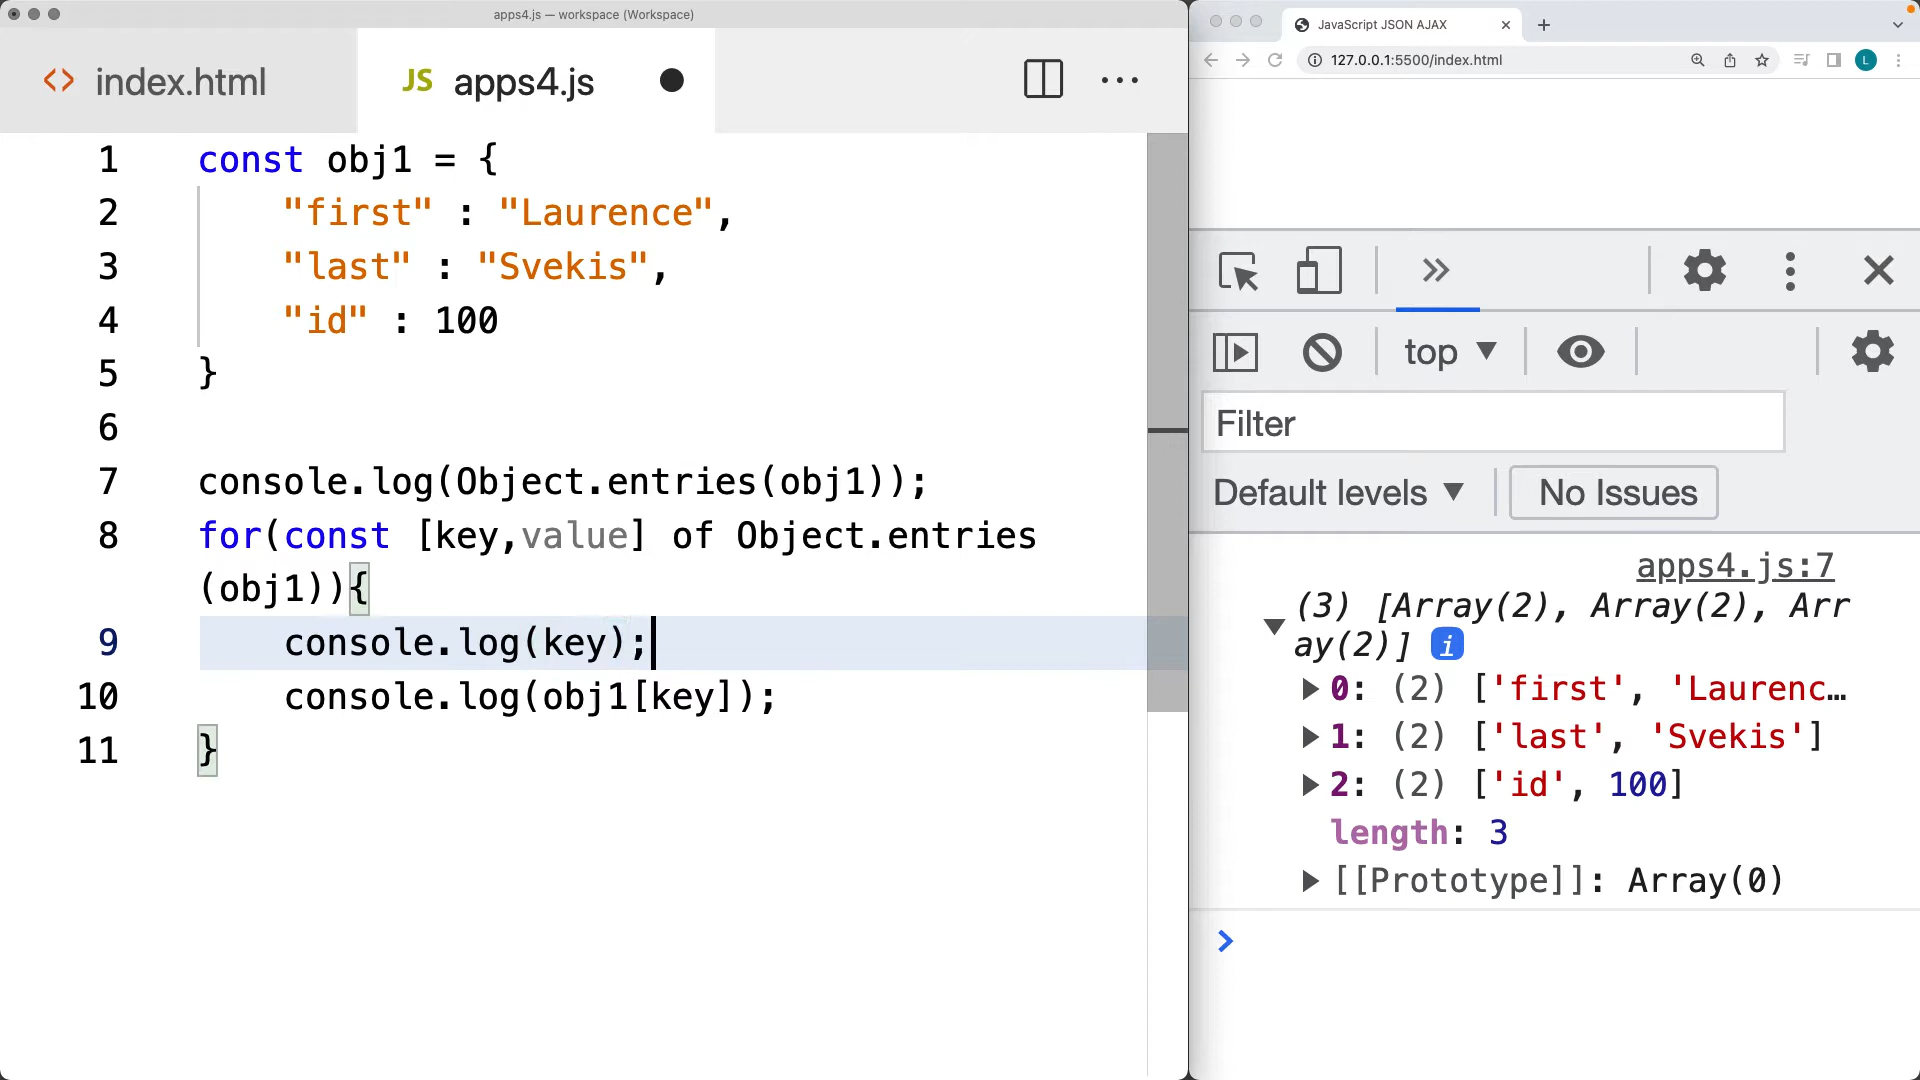 apps4.js — workspace (Workspace)
index.html
JS apps4.js
1 const obj1 = {
2 "first" : "Laurence",
3 "last" : "Svekis",
4 "id" : 100
5 }
6
7 console.log(Object.entries(obj1));
8 for(const [key,value] of Object.entries
(obj1)){
9 console.log(key);
10 console.log(obj1[key]);
11 }
JavaScript JSON AJAX
127.0.0.1:5500/index.html
L
top
Filter
Default levels
No Issues
apps4.js:7
(3) [Array(2), Array(2), Arr
ay(2)] i
0: (2) ['first', 'Laurenc…
1: (2) ['last', 'Svekis']
2: (2) ['id', 100]
length: 3
[[Prototype]]: Array(0)